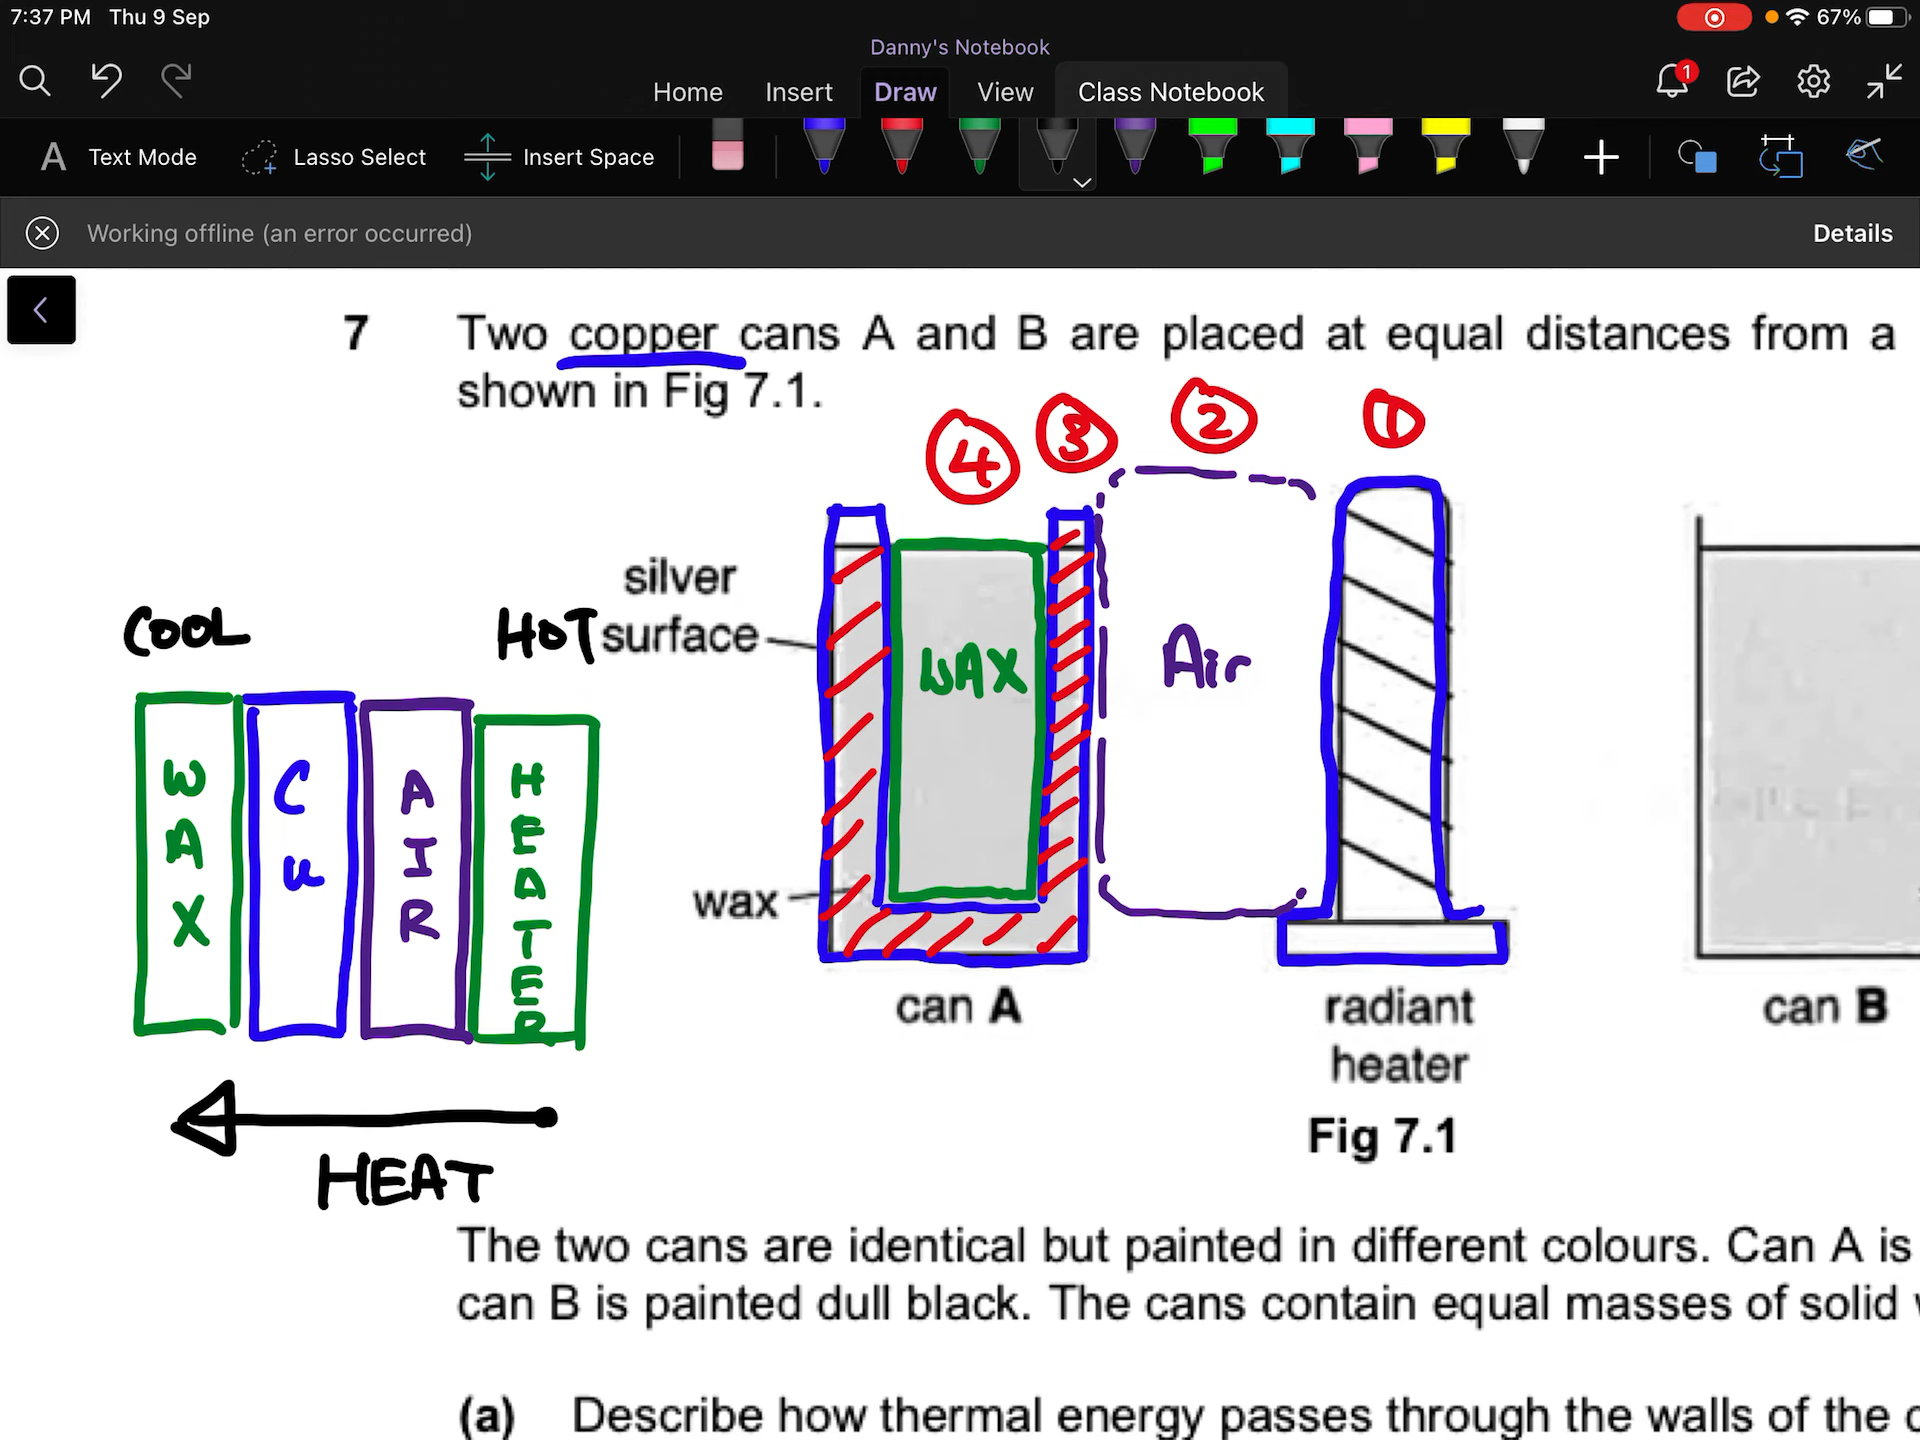 7:37 PM Thu 9 Sep
67%
Danny's Notebook
Home Insert Draw View Class Notebook
1
Text Mode Lasso Select Insert Space
Working offline (an error occurred)
Details
7 Two copper cans A and B are placed at equal distances from a
shown in Fig 7.1.
④ ③ ② ①
silver
surface
COOL HOT
WAX
Air
WAX
CU
AIR
HEATER
wax
can A
radiant
heater
can B
HEAT
Fig 7.1
The two cans are identical but painted in different colours. Can A is
can B is painted dull black. The cans contain equal masses of solid
(a) Describe how thermal energy passes through the walls of the